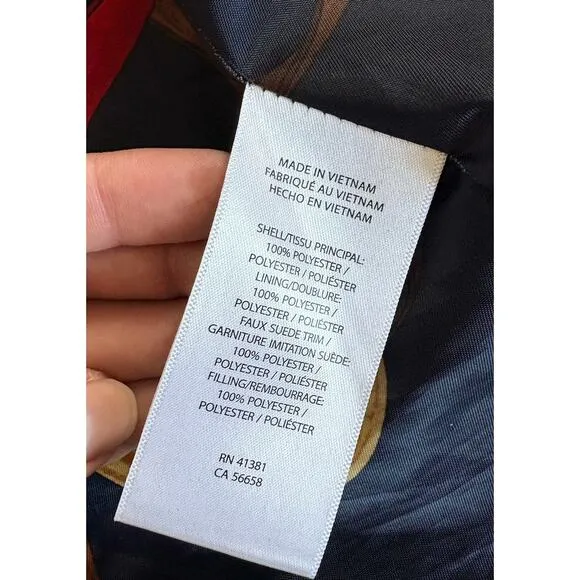 MADE IN VIETNAM
FABRIQUÉ AU VIETNAM
HECHO EN VIETNAM
SHELL/TISSU PRINCIPAL:
100% POLYESTER /
POLYESTER / POLIÉSTER
LINING/DOUBLURE:
100% POLYESTER /
POLYESTER / POLIÉSTER
FAUX SUEDE TRIM /
GARNITURE IMITATION SUÈDE:
100% POLYESTER /
POLYESTER / POLIÉSTER
FILLING/REMBOURRAGE:
100% POLYESTER /
POLYESTER / POLIÉSTER
RN 41381
CA 56658